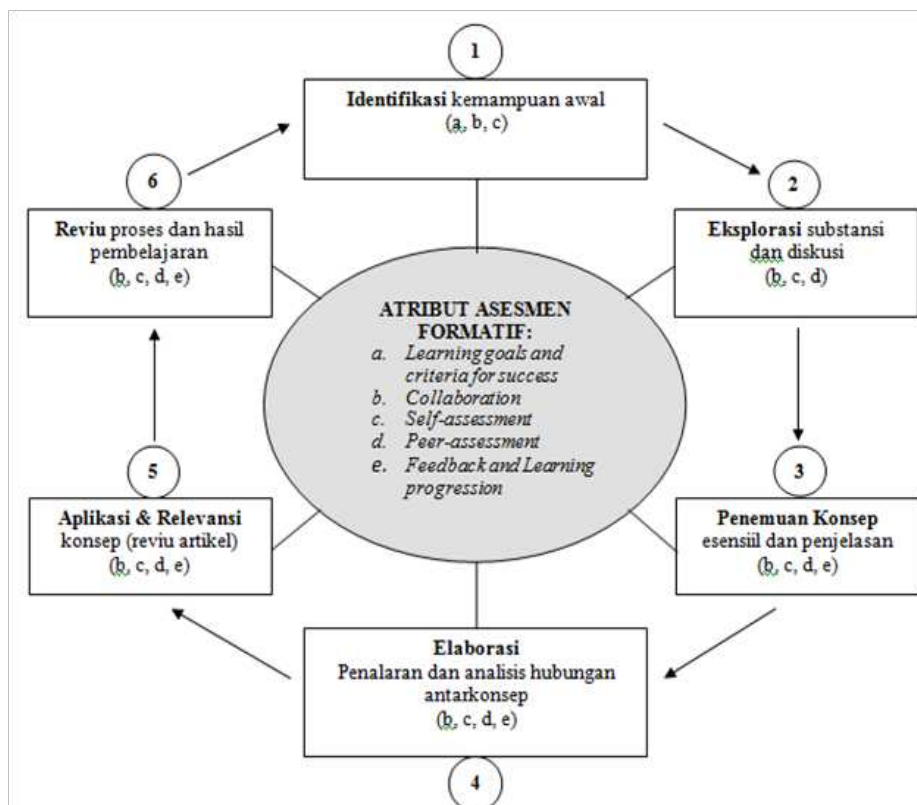 1
Identifikasi kemampuan awal
(a, b, c)
2
Eksplorasi substansi
dan diskusi
(b, c, d)
3
Penemuan Konsep
esensiil dan penjelasan
(b, c, d, e)
4
Elaborasi
Penalaran dan analisis hubungan
antarkonsep
(b, c, d, e)
5
Aplikasi & Relevansi
konsep (reviu artikel)
(b, c, d, e)
6
Reviu proses dan hasil
pembelajaran
(b, c, d, e)
ATRIBUT ASESMEN
FORMATIF:
a. Learning goals and
criteria for success
b. Collaboration
c. Self-assessment
d. Peer-assessment
e. Feedback and Learning
progression